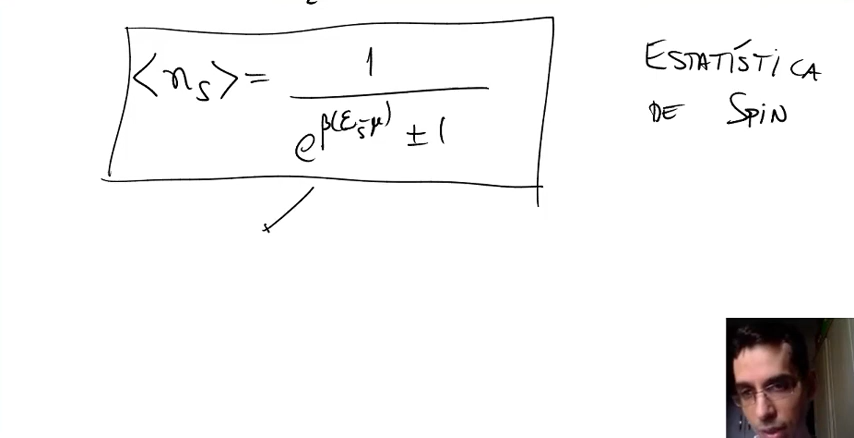 <n_s> = 1 / (e^{β(ε_s-μ)} ± 1)
ESTATÍSTICA
DE SPIN